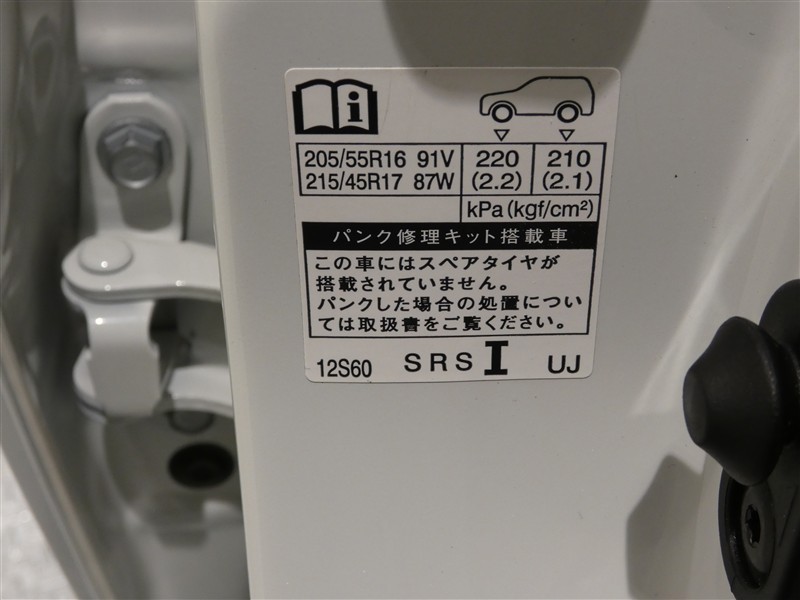 i
205/55R16 91V 220 210
215/45R17 87W (2.2) (2.1)
kPa (kgf/cm²)
パンク修理キット搭載車
この車にはスペアタイヤが
搭載されていません。
パンクした場合の処置につい
ては取扱書をご覧ください。
12S60 SRS I UJ